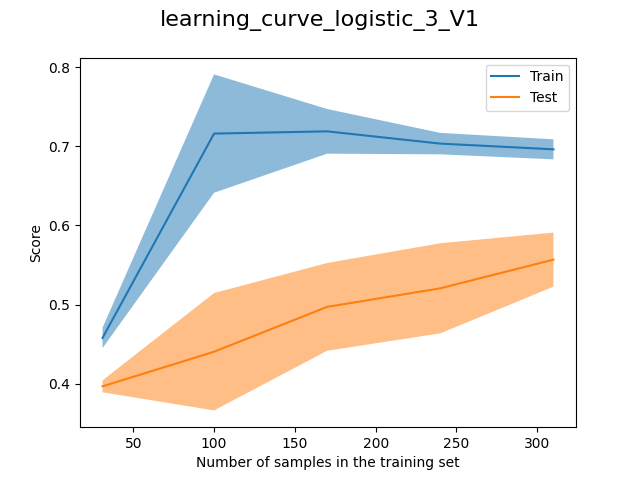 learning_curve_logistic_3_V1
Train
Test
0.8
0.7
0.6
0.5
0.4
Score
50
100
150
200
250
300
Number of samples in the training set